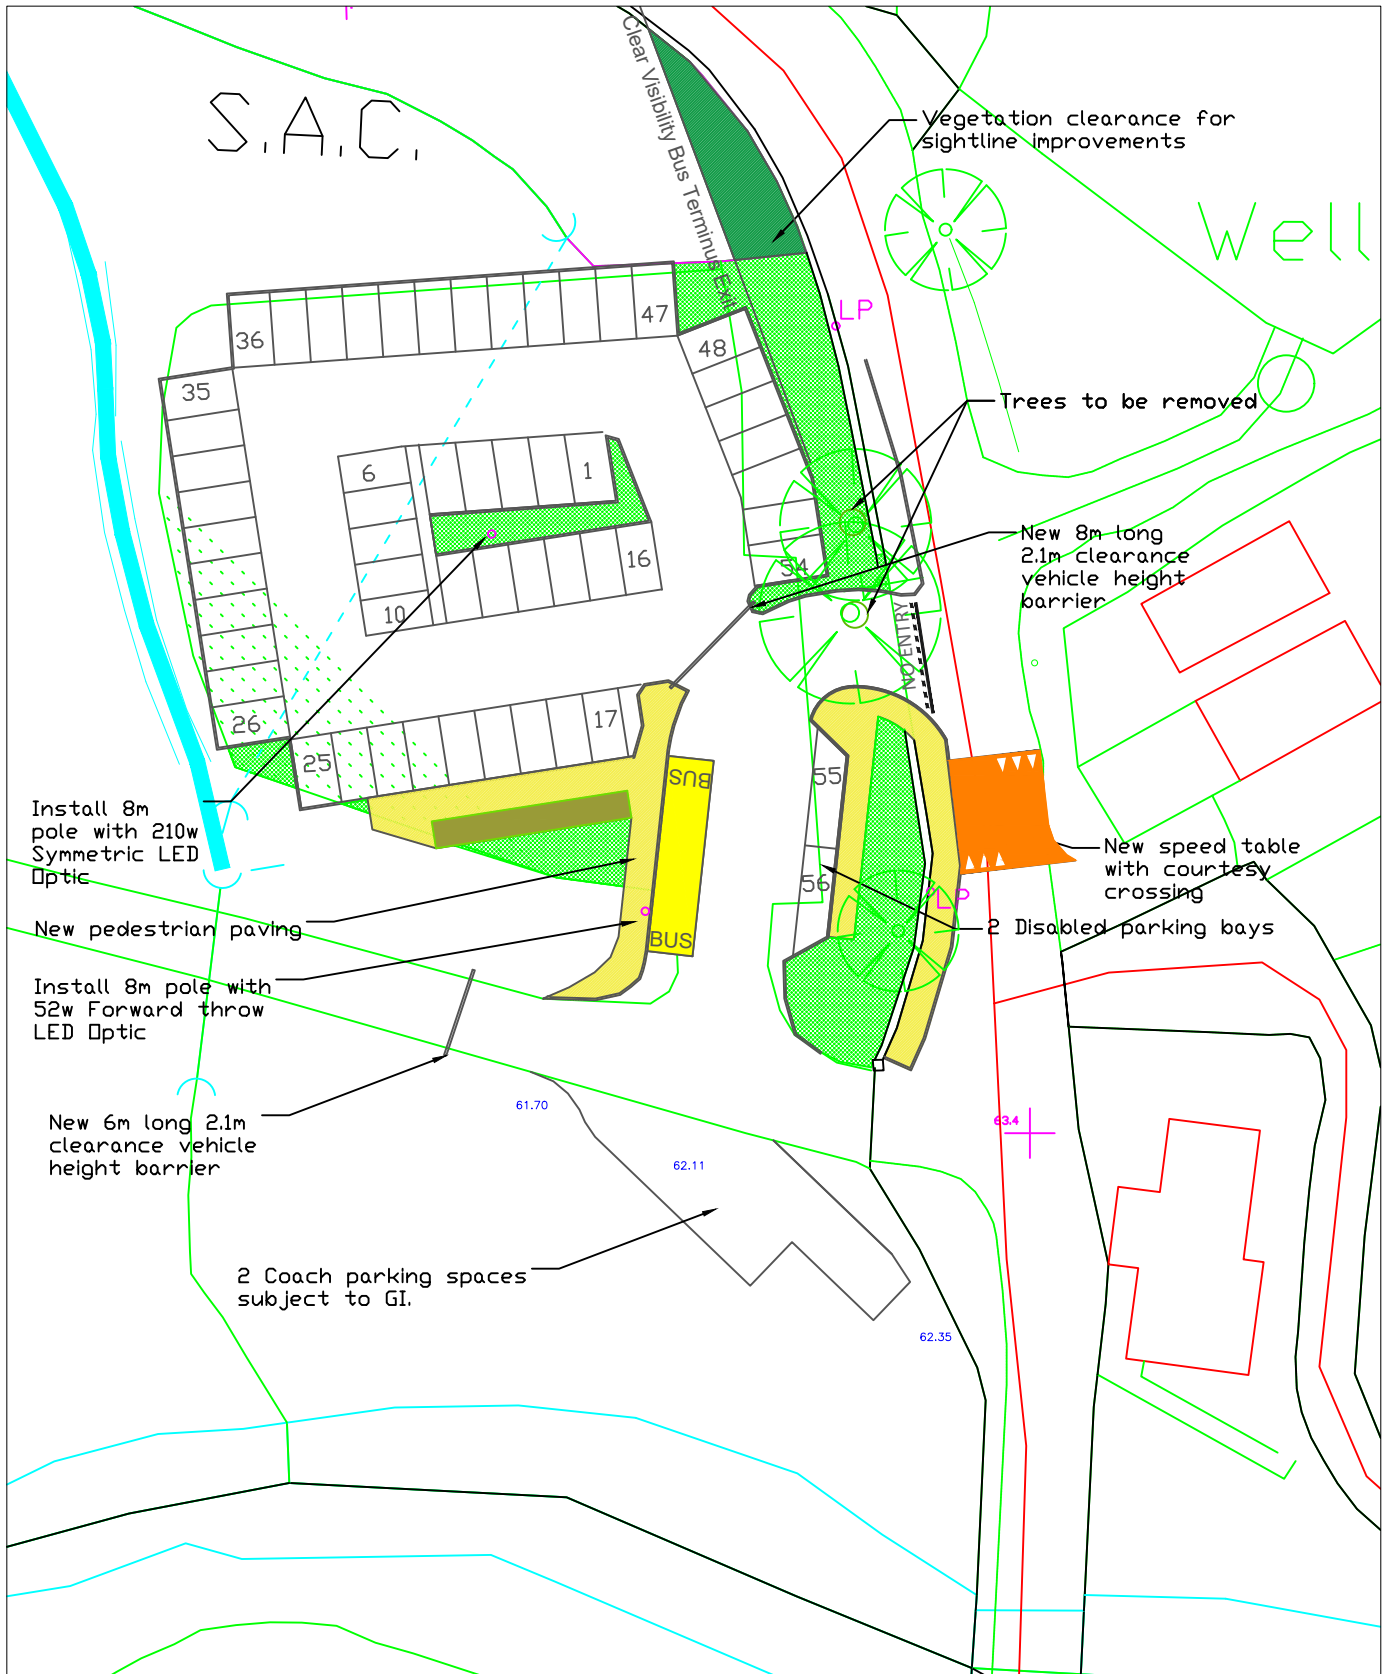 S.A.C.
Clear Visibility Bus Terminus Exit
Vegetation clearance for
sightline improvements
Well
LP
36
47
48
35
Trees to be removed
6
1
16
10
54
New 8m long
2.1m clearance
vehicle height
barrier
NO ENTRY
26
25
17
BUS
BUS
55
56
Install 8m
pole with 210w
Symmetric LED
Optic
New speed table
with courtesy
crossing
LP
New pedestrian paving
2 Disabled parking bays
Install 8m pole with
52w Forward throw
LED Optic
61.70
63.4
New 6m long 2.1m
clearance vehicle
height barrier
62.11
2 Coach parking spaces
subject to GI.
62.35